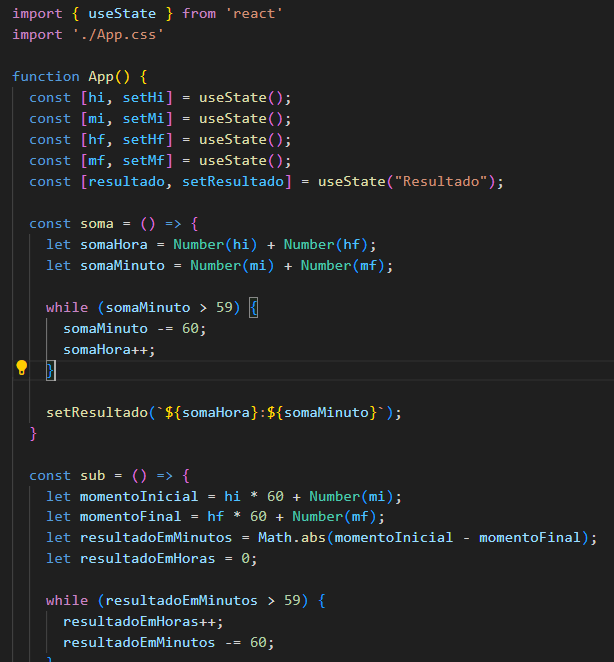 import { useState } from 'react'
import './App.css'
function App() {
const [hi, setHi] = useState();
const [mi, setMi] = useState();
const [hf, setHf] = useState();
const [mf, setMf] = useState();
const [resultado, setResultado] = useState("Resultado");
const soma = () => {
let somaHora = Number(hi) + Number(hf);
let somaMinuto = Number(mi) + Number(mf);
while (somaMinuto > 59) {
somaMinuto -= 60;
somaHora++;
}
setResultado(`${somaHora}:${somaMinuto}`);
}
const sub = () => {
let momentoInicial = hi * 60 + Number(mi);
let momentoFinal = hf * 60 + Number(mf);
let resultadoEmMinutos = Math.abs(momentoInicial - momentoFinal);
let resultadoEmHoras = 0;
while (resultadoEmMinutos > 59) {
resultadoEmHoras++;
resultadoEmMinutos -= 60;
}